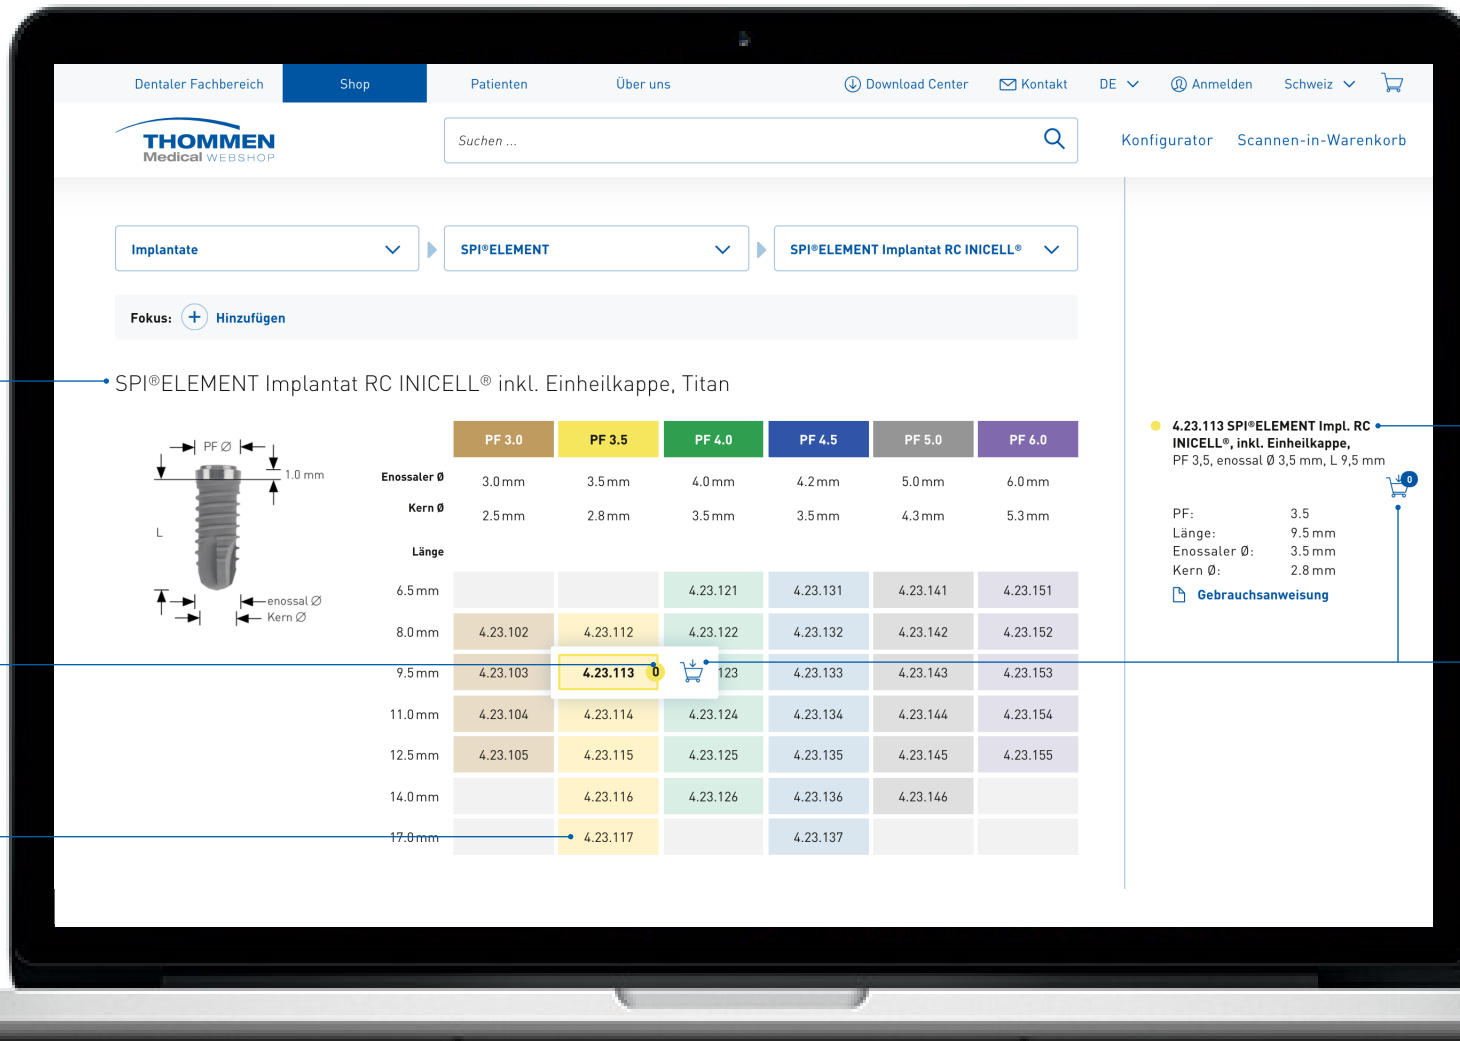 Dentaler Fachbereich Shop Patienten Über uns Download Center Kontakt DE Anmelden Schweiz
THOMMEN
Medical WEBSHOP
Suchen ...
Konfigurator Scannen-in-Warenkorb
Implantate SPI®ELEMENT SPI®ELEMENT Implantat RC INICELL®
Fokus: Hinzufügen
SPI®ELEMENT Implantat RC INICELL® inkl. Einheilkappe, Titan
PF Ø
1.0 mm
L
enossal Ø
Kern Ø
PF 3.0 PF 3.5 PF 4.0 PF 4.5 PF 5.0 PF 6.0
Enossaler Ø 3.0 mm 3.5 mm 4.0 mm 4.2 mm 5.0 mm 6.0 mm
Kern Ø 2.5 mm 2.8 mm 3.5 mm 3.5 mm 4.3 mm 5.3 mm
Länge
6.5 mm 4.23.121 4.23.131 4.23.141 4.23.151
8.0 mm 4.23.102 4.23.112 4.23.122 4.23.132 4.23.142 4.23.152
9.5 mm 4.23.103 4.23.113 0 123 4.23.133 4.23.143 4.23.153
11.0 mm 4.23.104 4.23.114 4.23.124 4.23.134 4.23.144 4.23.154
12.5 mm 4.23.105 4.23.115 4.23.125 4.23.135 4.23.145 4.23.155
14.0 mm 4.23.116 4.23.126 4.23.136 4.23.146
17.0 mm 4.23.117 4.23.137
4.23.113 SPI®ELEMENT Impl. RC
INICELL®, inkl. Einheilkappe,
PF 3,5, enossal Ø 3,5 mm, L 9,5 mm
0
PF: 3.5
Länge: 9.5 mm
Enossaler Ø: 3.5 mm
Kern Ø: 2.8 mm
Gebrauchsanweisung